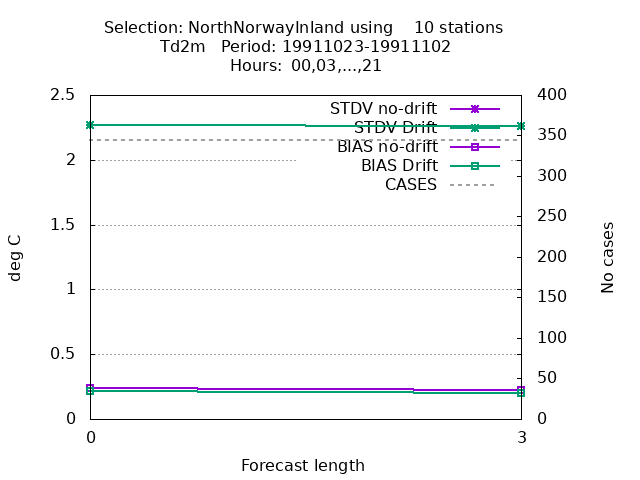 Selection: NorthNorwayInland using    10 stations
Td2m   Period: 19911023-19911102
Hours:  00,03,...,21
2.5
2
1.5
1
0.5
0
deg C
400
350
300
250
200
150
100
50
0
No cases
STDV no-drift
STDV Drift
BIAS no-drift
BIAS Drift
CASES
0
3
Forecast length